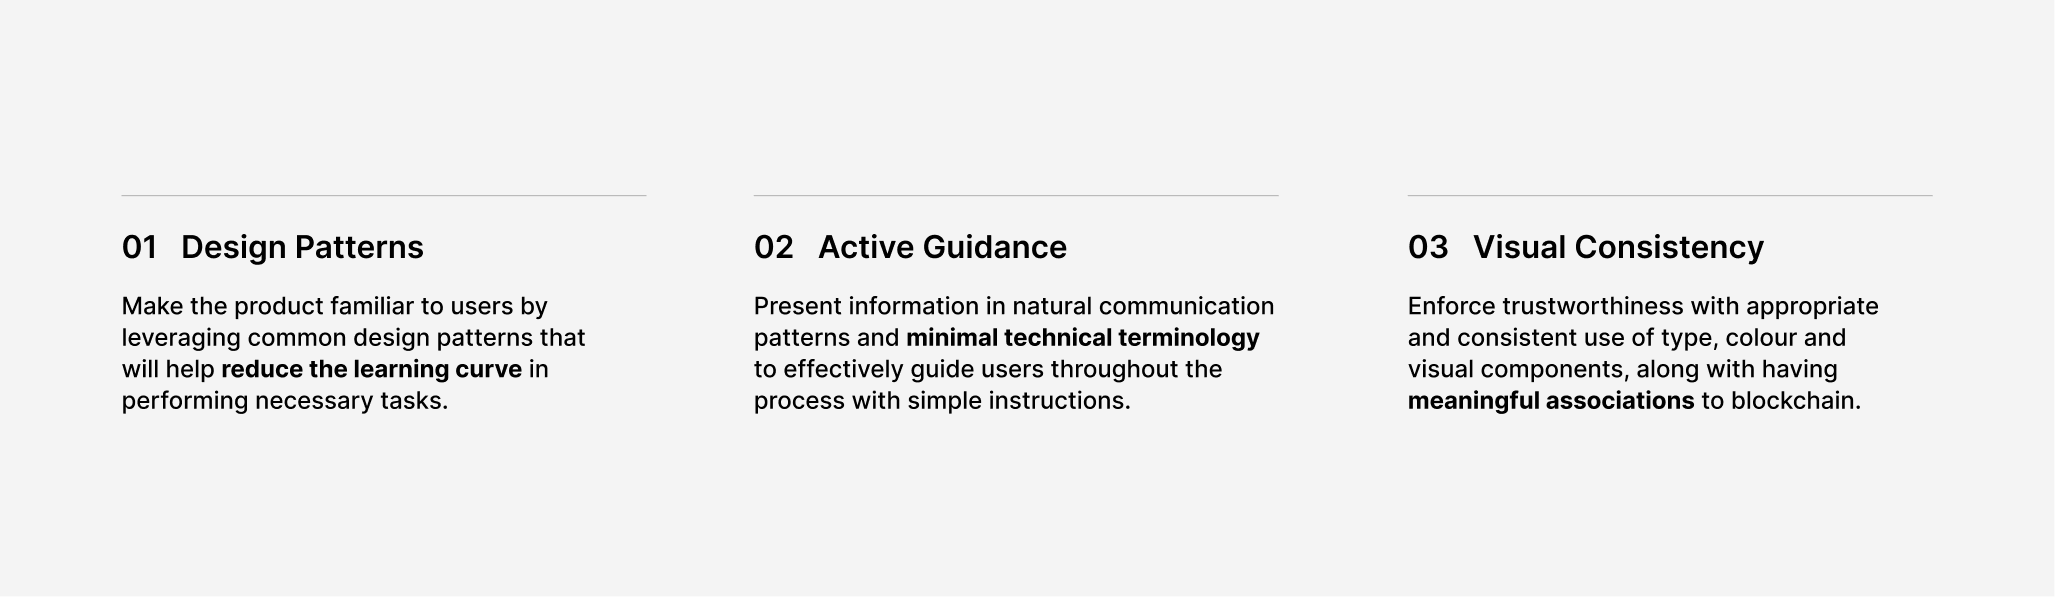 01 Design Patterns
Make the product familiar to users by
leveraging common design patterns that
will help reduce the learning curve in
performing necessary tasks.
02 Active Guidance
Present information in natural communication
patterns and minimal technical terminology
to effectively guide users throughout the
process with simple instructions.
03 Visual Consistency
Enforce trustworthiness with appropriate
and consistent use of type, colour and
visual components, along with having
meaningful associations to blockchain.